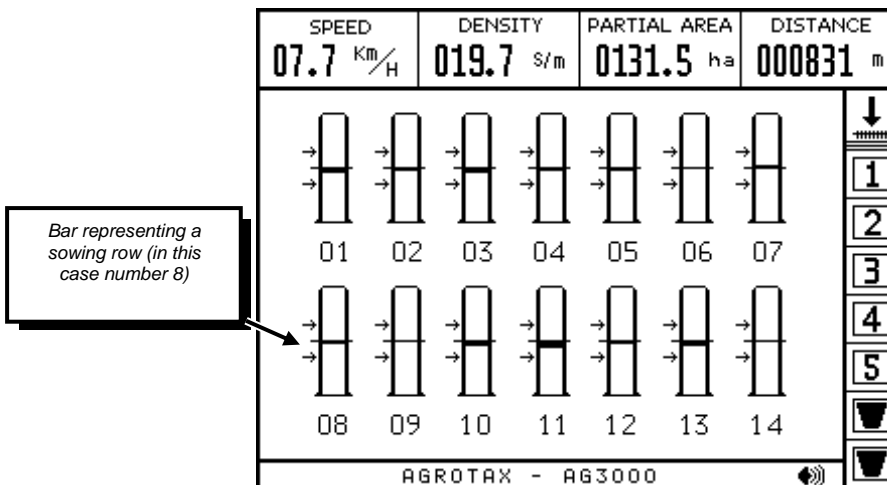 SPEED DENSITY PARTIAL AREA DISTANCE
07.7 Km/H 019.7 S/m 0131.5 ha 000831 m
1
01 02 03 04 05 06 07
2
3
4
5
Bar representing a
sowing row (in this
case number 8)
08 09 10 11 12 13 14
AGROTAX - AG3000